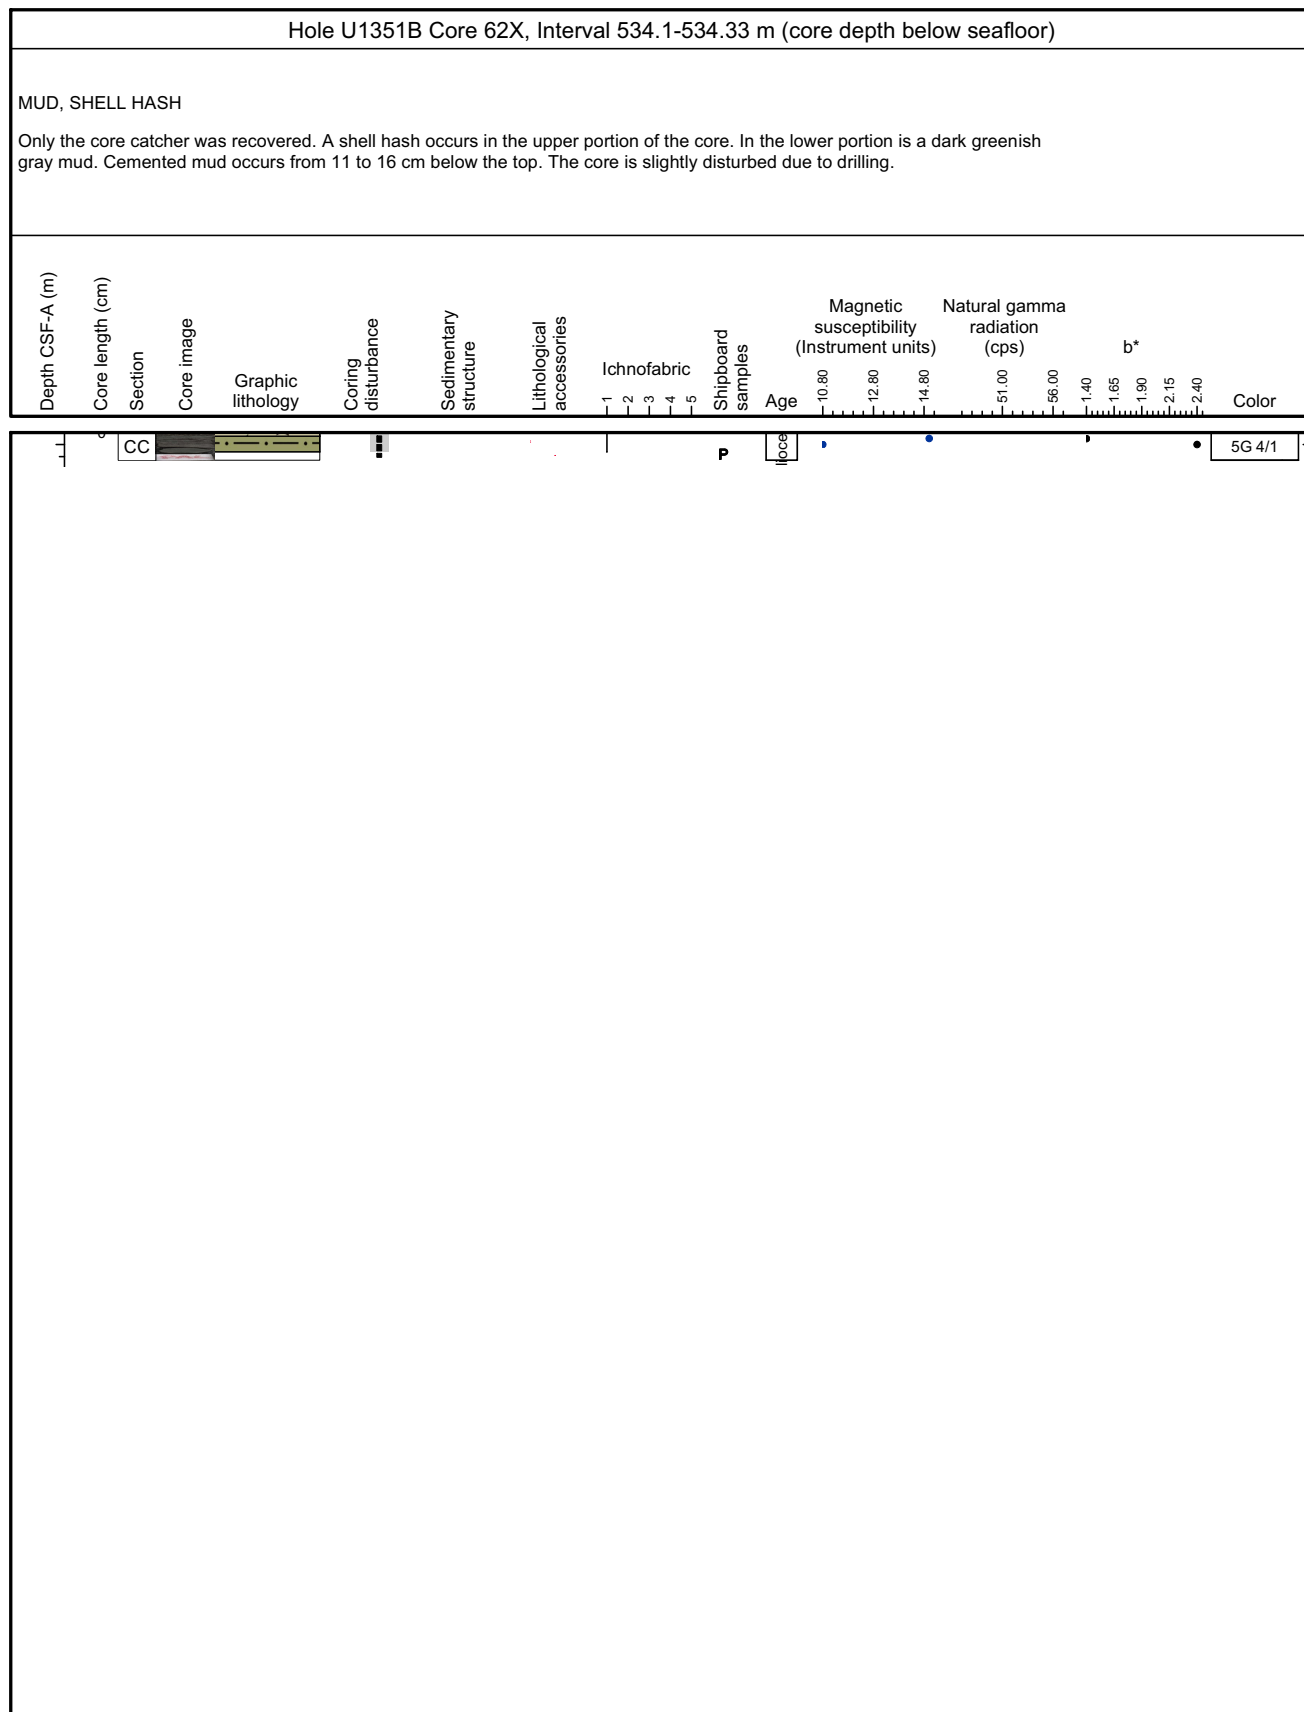 Hole U1351B Core 62X, Interval 534.1-534.33 m (core depth below seafloor)
MUD, SHELL HASH
Only the core catcher was recovered. A shell hash occurs in the upper portion of the core. In the lower portion is a dark greenish
gray mud. Cemented mud occurs from 11 to 16 cm below the top. The core is slightly disturbed due to drilling.
Depth CSF-A (m)
Core length (cm)
Section
Core image
Graphic
lithology
Coring
disturbance
Sedimentary
structure
Lithological
accessories
Ichnofabric
1
2
3
4
5
Shipboard
samples
Age
Magnetic
susceptibility
(Instrument units)
10.80
12.80
14.80
Natural gamma
radiation
(cps)
51.00
56.00
b*
1.40
1.65
1.90
2.15
2.40
Color
CC
P
lioce
5G 4/1